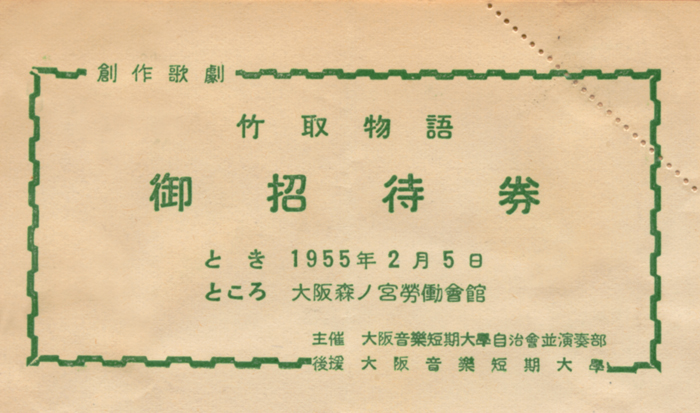 創作歌劇
竹取物語
御招待券
とき 1955年2月5日
ところ 大阪森ノ宮勞働會館
主催 大阪音樂短期大學自治會並演奏部
後援 大阪音樂短期大學